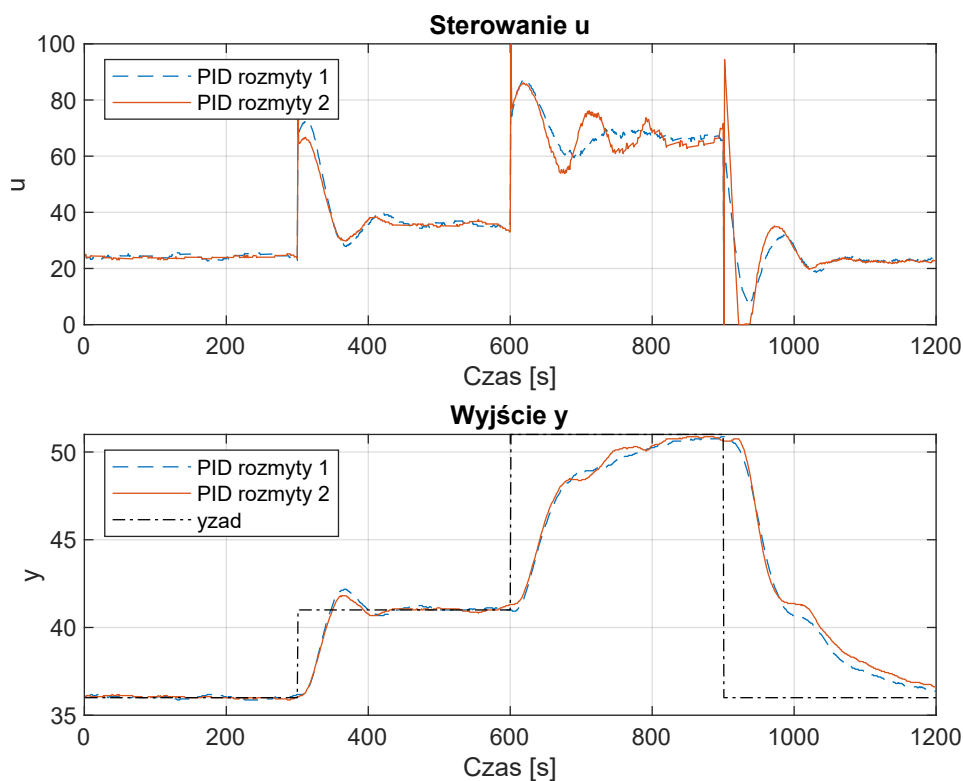 Sterowanie u
100
80
60
40
20
0
u
PID rozmyty 1
PID rozmyty 2
0 200 400 600 800 1000 1200
Czas [s]
Wyjście y
50
45
40
35
y
PID rozmyty 1
PID rozmyty 2
yzad
0 200 400 600 800 1000 1200
Czas [s]